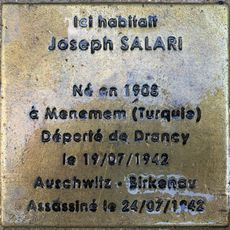 Ici habitait
Joseph SALARI
Né en 1908
à Menemem (Turquie)
Déporté de Drancy
le 19/07/1942
Auschwitz - Birkenau
Assassiné le 24/07/1942